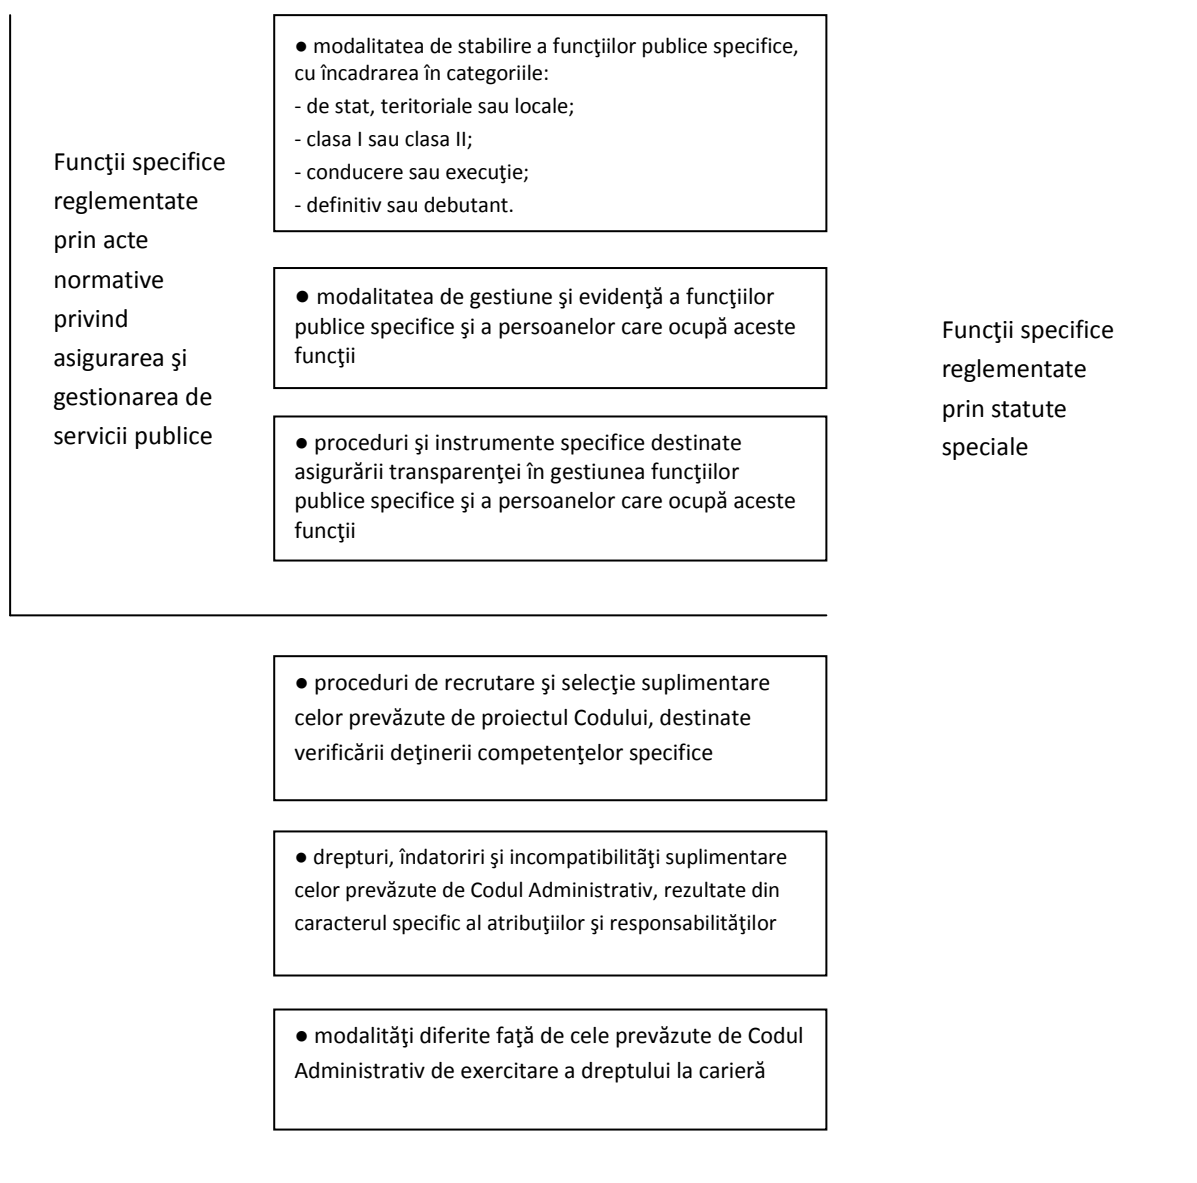 Funcţii specifice
reglementate
prin acte
normative
privind
asigurarea şi
gestionarea de
servicii publice
● modalitatea de stabilire a funcţiilor publice specifice,
cu încadrarea în categoriile:
- de stat, teritoriale sau locale;
- clasa I sau clasa II;
- conducere sau execuţie;
- definitiv sau debutant.
● modalitatea de gestiune şi evidenţă a funcţiilor
publice specifice şi a persoanelor care ocupă aceste
funcţii
● proceduri şi instrumente specifice destinate
asigurării transparenţei în gestiunea funcţiilor
publice specifice şi a persoanelor care ocupă aceste
funcţii
Funcţii specifice
reglementate
prin statute
speciale
● proceduri de recrutare şi selecţie suplimentare
celor prevăzute de proiectul Codului, destinate
verificării deţinerii competenţelor specifice
● drepturi, îndatoriri şi incompatibilităţi suplimentare
celor prevăzute de Codul Administrativ, rezultate din
caracterul specific al atribuţiilor şi responsabilităţilor
● modalităţi diferite faţă de cele prevăzute de Codul
Administrativ de exercitare a dreptului la carieră